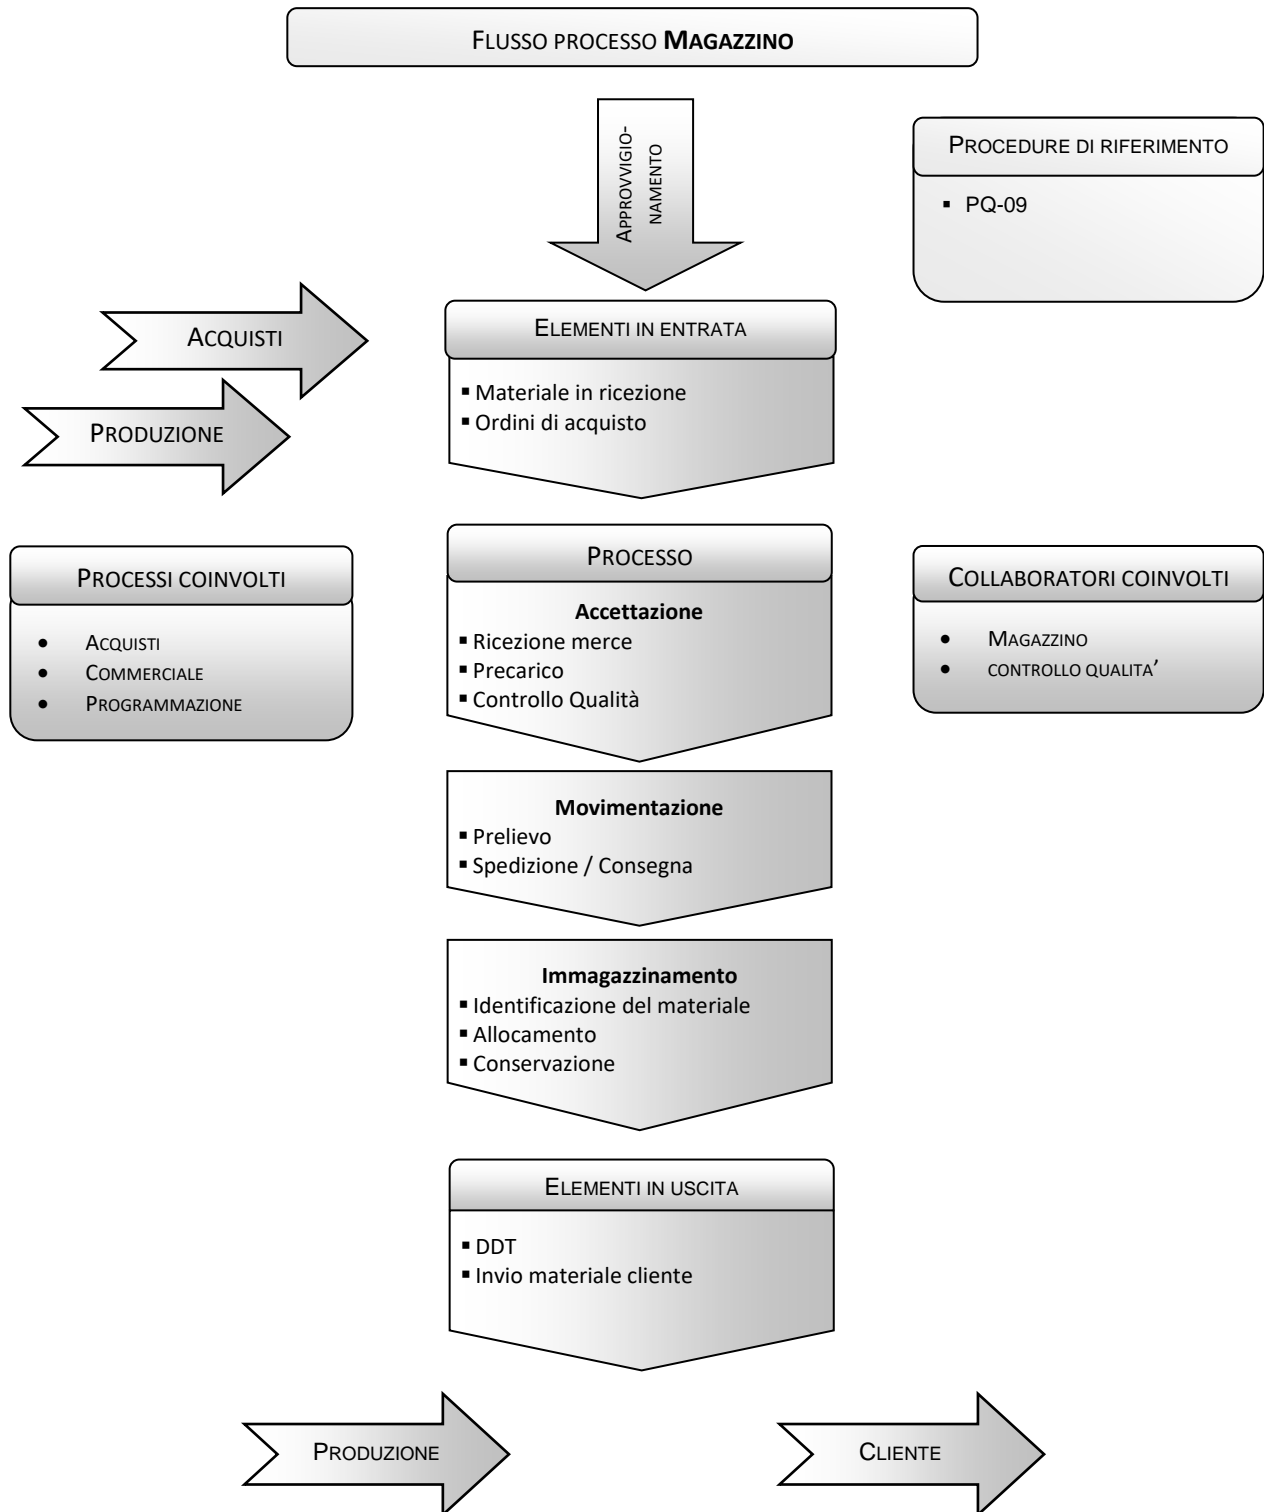 FLUSSO PROCESSO MAGAZZINO
APPROVVIGIO-
NAMENTO
PROCEDURE DI RIFERIMENTO
▪ PQ-09
ACQUISTI
PRODUZIONE
ELEMENTI IN ENTRATA
▪ Materiale in ricezione
▪ Ordini di acquisto
PROCESSI COINVOLTI
• ACQUISTI
• COMMERCIALE
• PROGRAMMAZIONE
PROCESSO
Accettazione
▪ Ricezione merce
▪ Precarico
▪ Controllo Qualità
COLLABORATORI COINVOLTI
• MAGAZZINO
• CONTROLLO QUALITA’
Movimentazione
▪ Prelievo
▪ Spedizione / Consegna
Immagazzinamento
▪ Identificazione del materiale
▪ Allocamento
▪ Conservazione
ELEMENTI IN USCITA
▪ DDT
▪ Invio materiale cliente
PRODUZIONE
CLIENTE